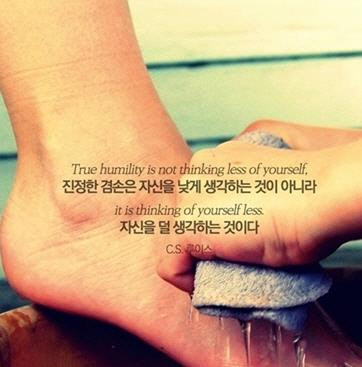 True humility is not thinking less of yourself,
진정한 겸손은 자신을 낮게 생각하는 것이 아니라
it is thinking of yourself less.
자신을 덜 생각하는 것이다
C.S. 루이스